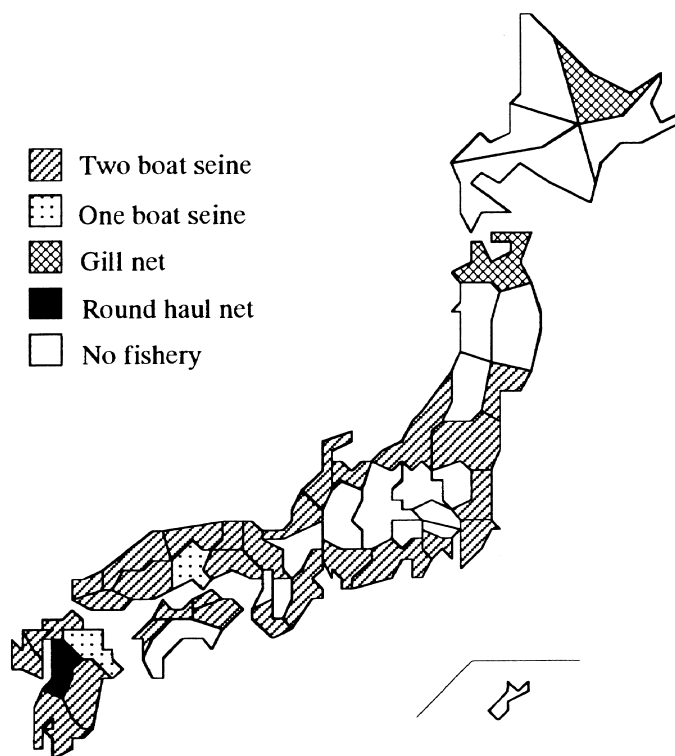 Two boat seine
One boat seine
Gill net
Round haul net
No fishery